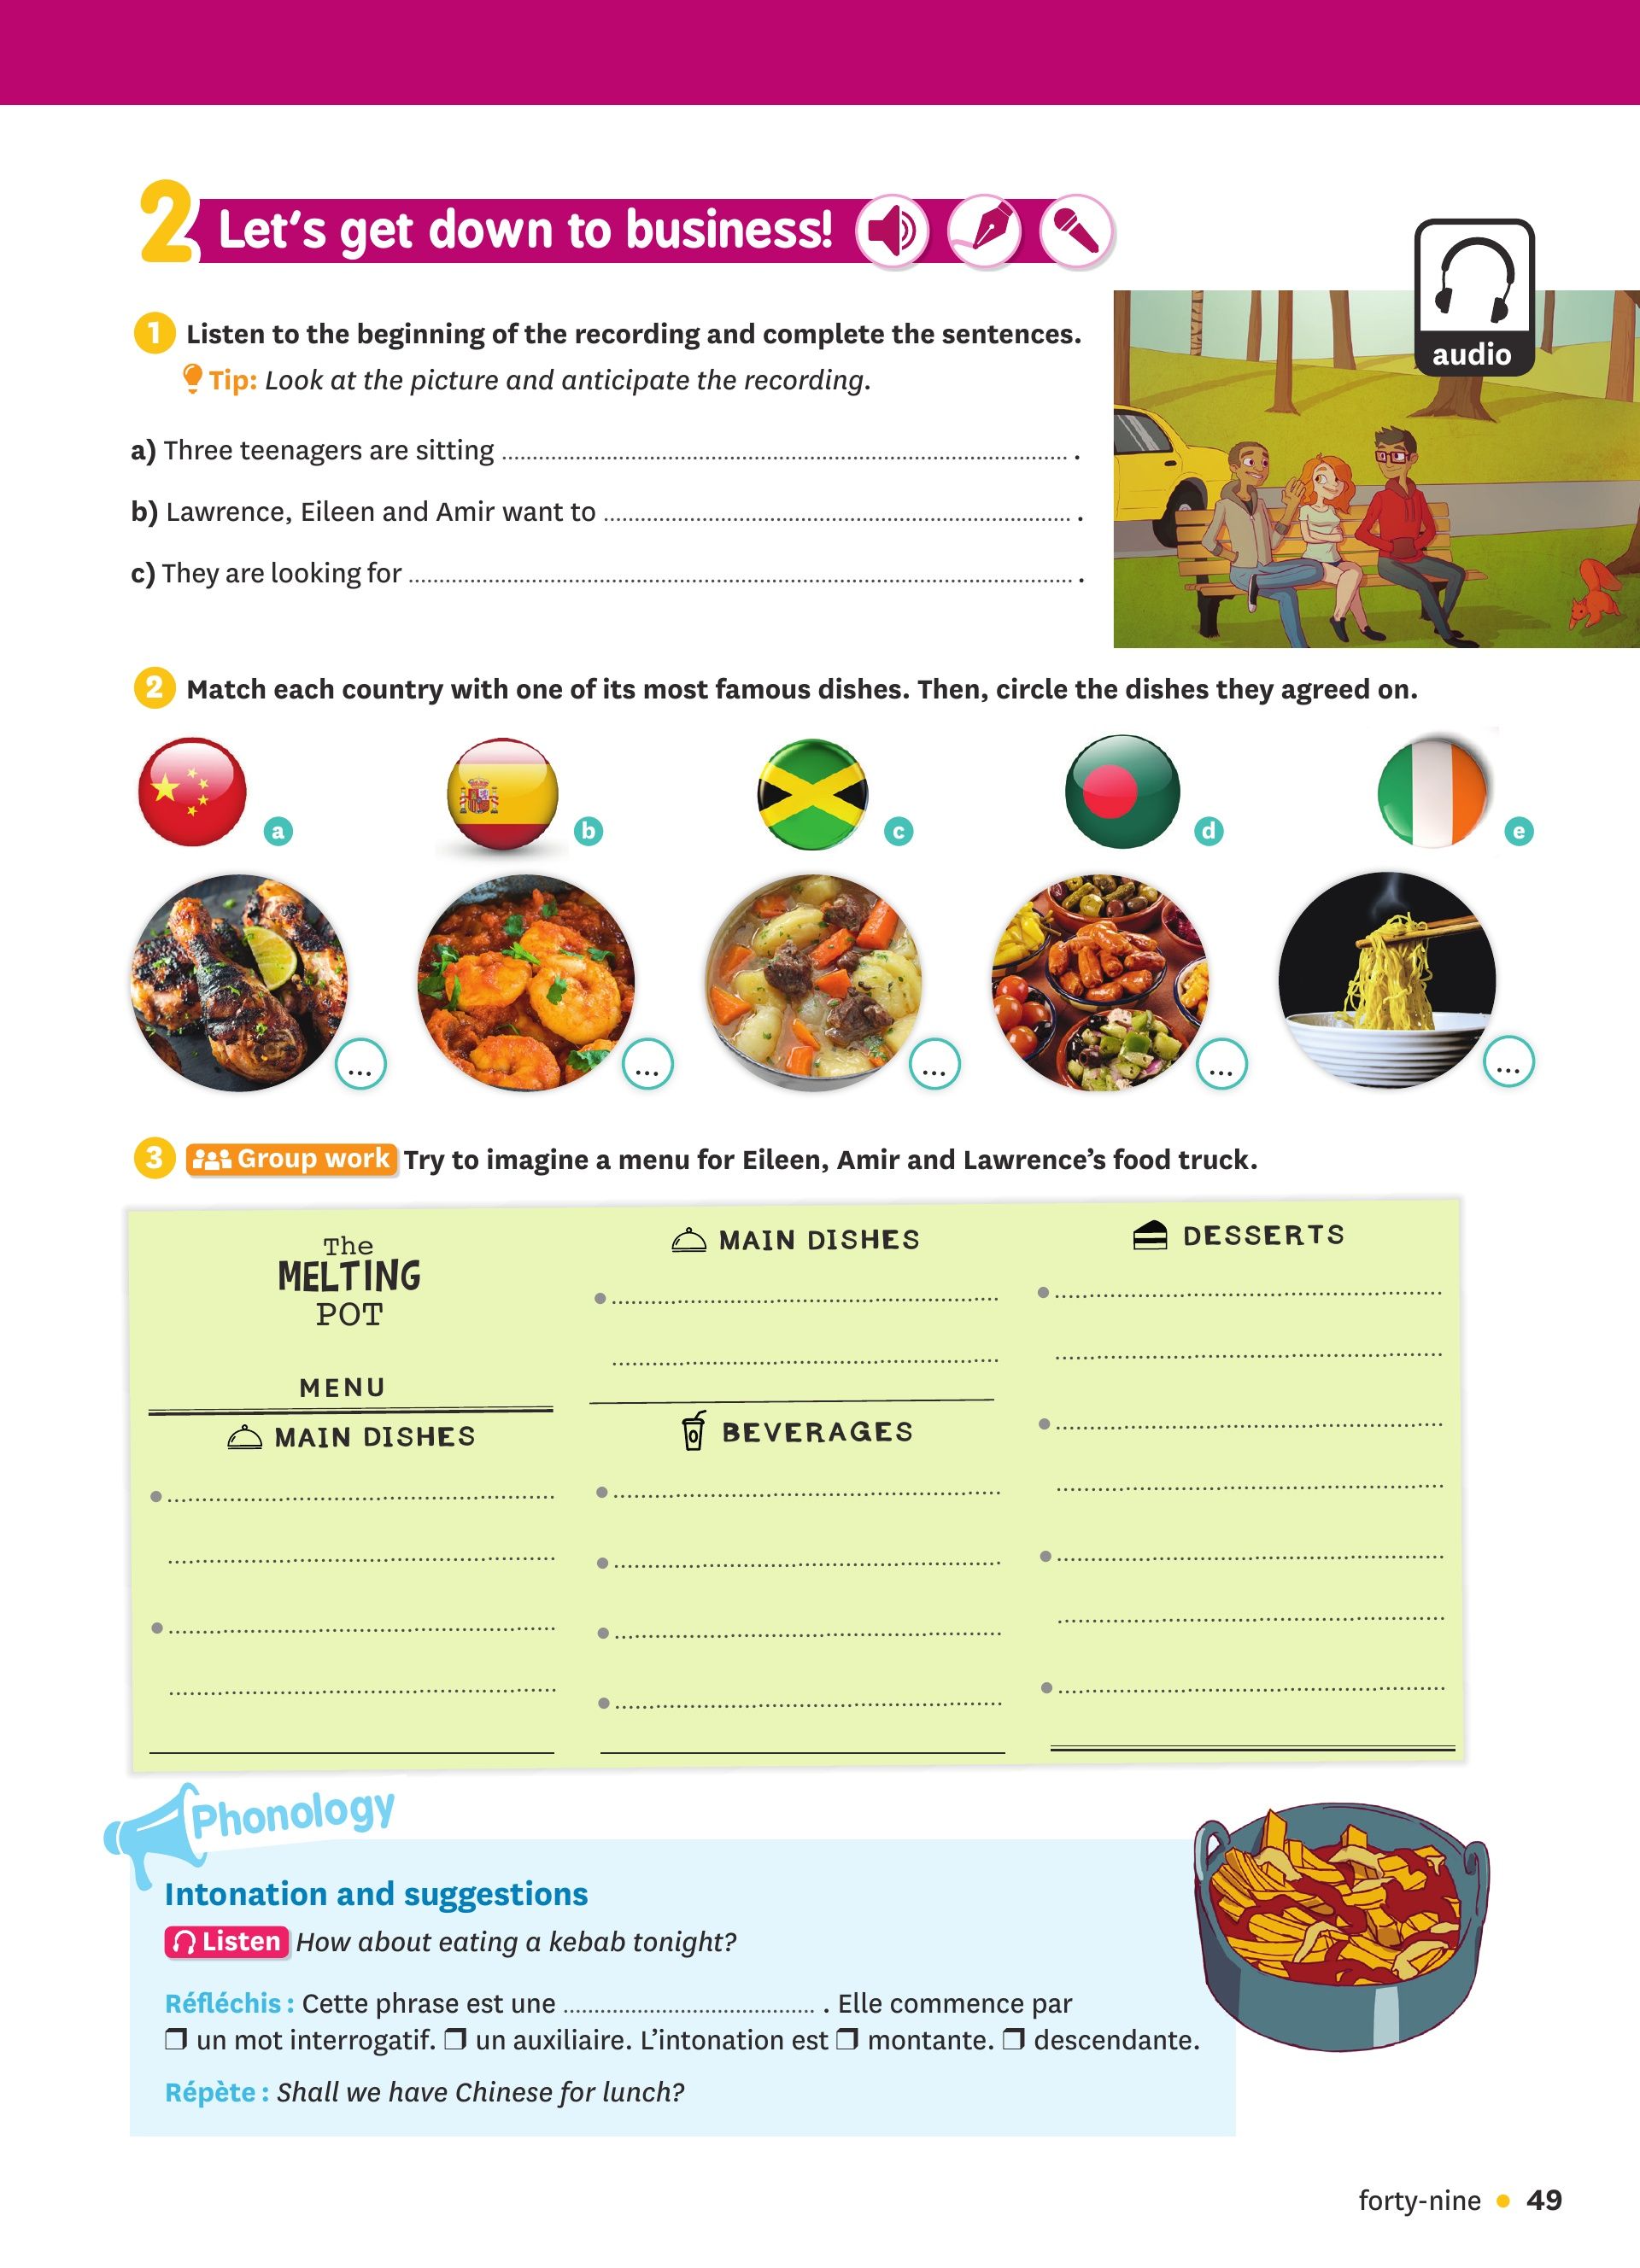 2 Let's get down to business!
audio
1 Listen to the beginning of the recording and complete the sentences.
Tip: Look at the picture and anticipate the recording.
a) Three teenagers are sitting .......... .
b) Lawrence, Eileen and Amir want to .......... .
c) They are looking for .......... .
2 Match each country with one of its most famous dishes. Then, circle the dishes they agreed on.
a b c d e
... ... ... ... ...
3 Group work Try to imagine a menu for Eileen, Amir and Lawrence's food truck.
The
MELTING
POT
MENU
MAIN DISHES
MAIN DISHES
BEVERAGES
DESSERTS
Phonology
Intonation and suggestions
Listen How about eating a kebab tonight?
Réfléchis : Cette phrase est une .......... . Elle commence par
❐ un mot interrogatif. ❐ un auxiliaire. L'intonation est ❐ montante. ❐ descendante.
Répète : Shall we have Chinese for lunch?
forty-nine • 49